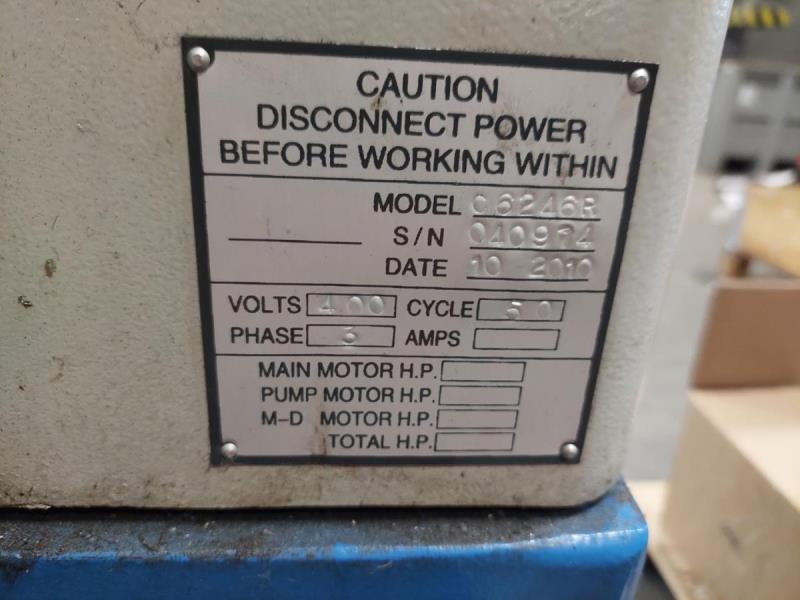 CAUTION
DISCONNECT POWER
BEFORE WORKING WITHIN
MODEL C6246R
S/N 040974
DATE 10 2010
VOLTS 400 CYCLE 50
PHASE 3 AMPS
MAIN MOTOR H.P.
PUMP MOTOR H.P.
M-D MOTOR H.P.
TOTAL H.P.